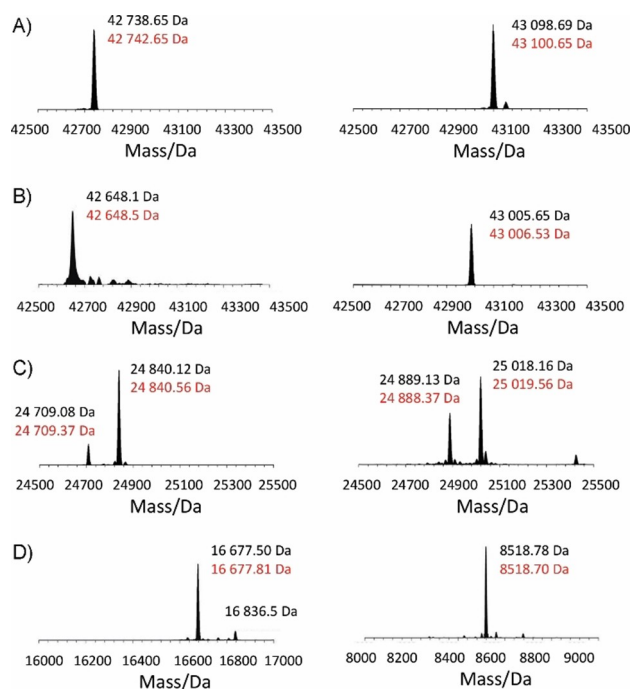 A)
42 738.65 Da
42 742.65 Da
42500 42700 42900 43100 43300 43500
Mass/Da
43 098.69 Da
43 100.65 Da
42500 42700 42900 43100 43300 43500
Mass/Da
B)
42 648.1 Da
42 648.5 Da
42500 42700 42900 43100 43300 43500
Mass/Da
43 005.65 Da
43 006.53 Da
42500 42700 42900 43100 43300 43500
Mass/Da
C)
24 840.12 Da
24 840.56 Da
24 709.08 Da
24 709.37 Da
24500 24700 24900 25100 25300 25500
Mass/Da
25 018.16 Da
25 019.56 Da
24 889.13 Da
24 888.37 Da
24500 24700 24900 25100 25300 25500
Mass/Da
D)
16 677.50 Da
16 677.81 Da
16 836.5 Da
16000 16200 16400 16600 16800 17000
Mass/Da
8518.78 Da
8518.70 Da
8000 8200 8400 8600 8800 9000
Mass/Da